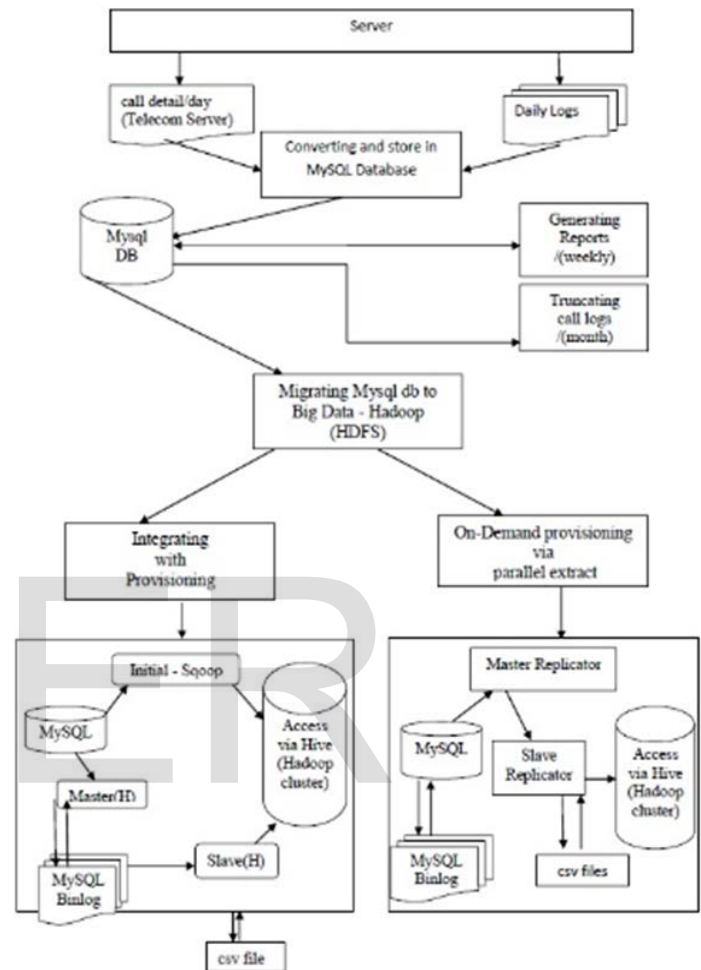 Server
call detail/day
(Telecom Server)
Daily Logs
Converting and store in
MySQL Database
Mysql
DB
Generating
Reports
/(weekly)
Truncating
call logs
/(month)
Migrating Mysql db to
Big Data - Hadoop
(HDFS)
Integrating
with
Provisioning
On-Demand provisioning
via
parallel extract
Initial - Sqoop
MySQL
Access
via Hive
(Hadoop
cluster)
Master(H)
Slave(H)
MySQL
Binlog
csv file
Master Replicator
MySQL
Slave
Replicator
Access
via Hive
(Hadoop
cluster)
MySQL
Binlog
csv files
ER